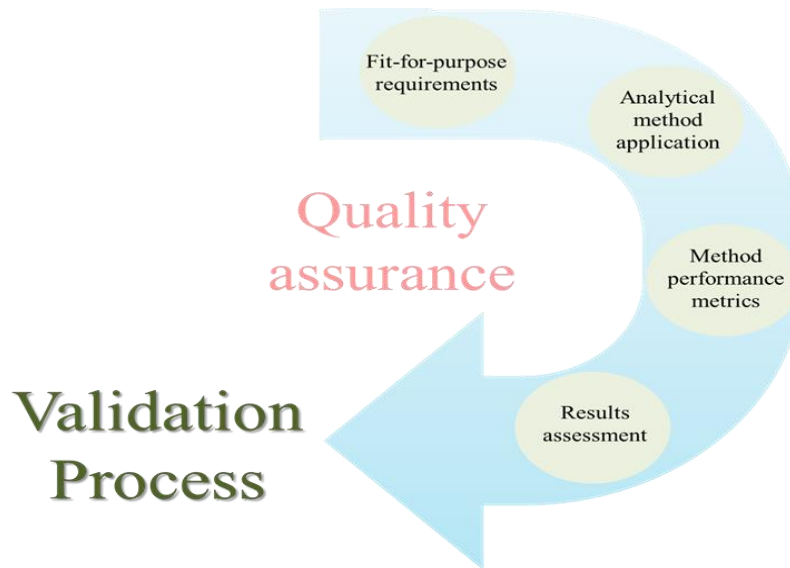 Fit-for-purpose
requirements
Analytical
method
application
Quality
assurance
Method
performance
metrics
Results
assessment
Validation
Process